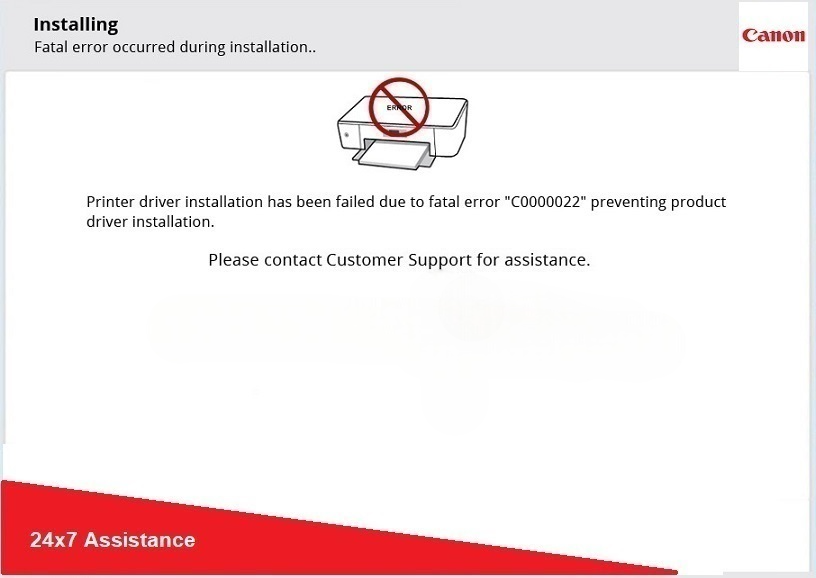 Installing
Fatal error occurred during installation..
Canon
ERROR
Printer driver installation has been failed due to fatal error "C0000022" preventing product
driver installation.
Please contact Customer Support for assistance.
24x7 Assistance